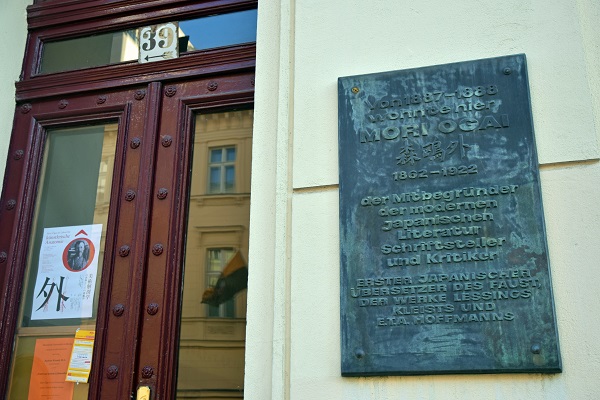 39
外
von 1887–1888
wohnte hier
MORI OGAI
森鷗外
1862–1922
der Mitbegründer
der modernen
japanischen
Literatur
Schriftsteller
und Kritiker
ERSTER JAPANISCHER
ÜBERSETZER DES FAUST,
DER WERKE LESSINGS,
KLEISTS UND
E.T.A. HOFFMANNS